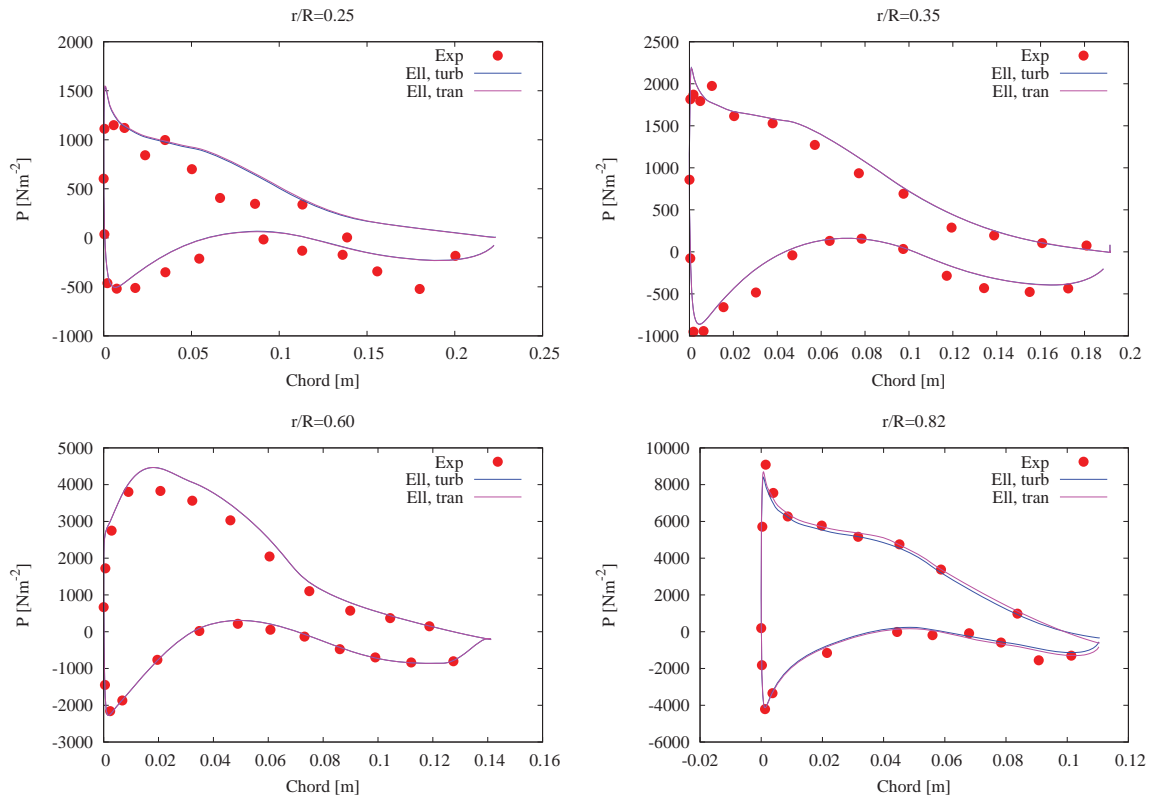 r/R=0.25
P [Nm-2]
2000
1500
1000
500
0
-500
-1000
Exp
Ell, turb
Ell, tran
0 0.05 0.1 0.15 0.2 0.25
Chord [m]
r/R=0.35
P [Nm-2]
2500
2000
1500
1000
500
0
-500
-1000
Exp
Ell, turb
Ell, tran
0 0.02 0.04 0.06 0.08 0.1 0.12 0.14 0.16 0.18 0.2
Chord [m]
r/R=0.60
P [Nm-2]
5000
4000
3000
2000
1000
0
-1000
-2000
-3000
Exp
Ell, turb
Ell, tran
0 0.02 0.04 0.06 0.08 0.1 0.12 0.14 0.16
Chord [m]
r/R=0.82
P [Nm-2]
10000
8000
6000
4000
2000
0
-2000
-4000
-6000
Exp
Ell, turb
Ell, tran
-0.02 0 0.02 0.04 0.06 0.08 0.1 0.12
Chord [m]